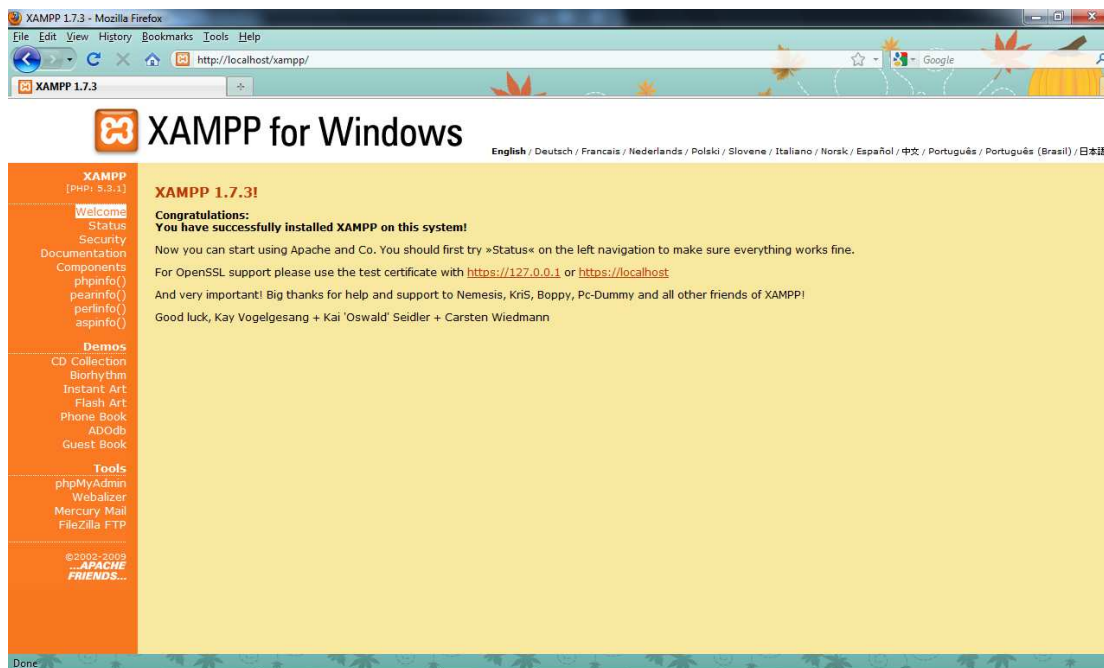 XAMPP 1.7.3 - Mozilla Firefox
File Edit View History Bookmarks Tools Help
http://localhost/xampp/
Google
XAMPP 1.7.3
XAMPP for Windows
English / Deutsch / Francais / Nederlands / Polski / Slovene / Italiano / Norsk / Español / 中文 / Português / Português (Brasil) / 日本語
XAMPP
[PHP: 5.3.1]
Welcome
Status
Security
Documentation
Components
phpinfo()
pearinfo()
perlinfo()
aspinfo()
Demos
CD Collection
Biorhythm
Instant Art
Flash Art
Phone Book
ADOdb
Guest Book
Tools
phpMyAdmin
Webalizer
Mercury Mail
FileZilla FTP
©2002-2009
...APACHE
FRIENDS...
XAMPP 1.7.3!
Congratulations:
You have successfully installed XAMPP on this system!
Now you can start using Apache and Co. You should first try »Status« on the left navigation to make sure everything works fine.
For OpenSSL support please use the test certificate with https://127.0.0.1 or https://localhost
And very important! Big thanks for help and support to Nemesis, KriS, Boppy, Pc-Dummy and all other friends of XAMPP!
Good luck, Kay Vogelgesang + Kai 'Oswald' Seidler + Carsten Wiedmann
Done